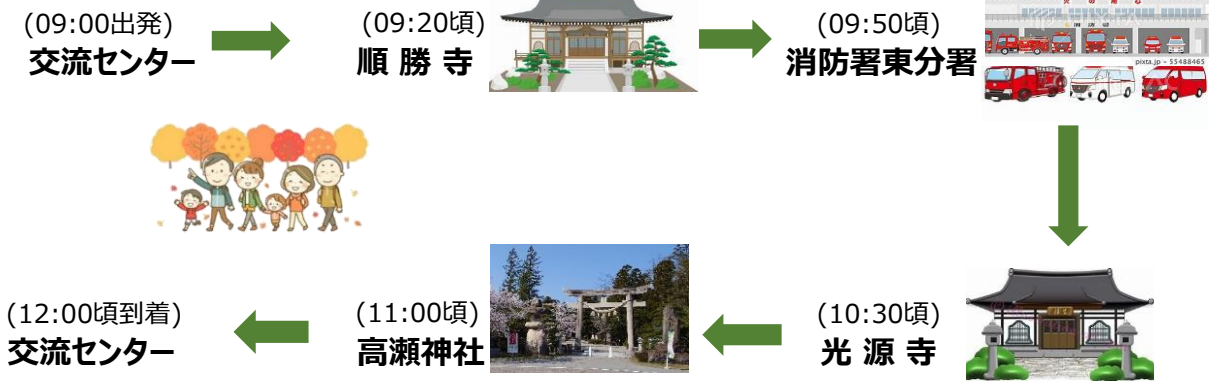 (09:00出発)
交流センター
(09:20頃)
順 勝 寺
(09:50頃)
消防署東分署
pixta.jp - 55488465
(10:30頃)
光 源 寺
(11:00頃)
高瀬神社
(12:00頃到着)
交流センター